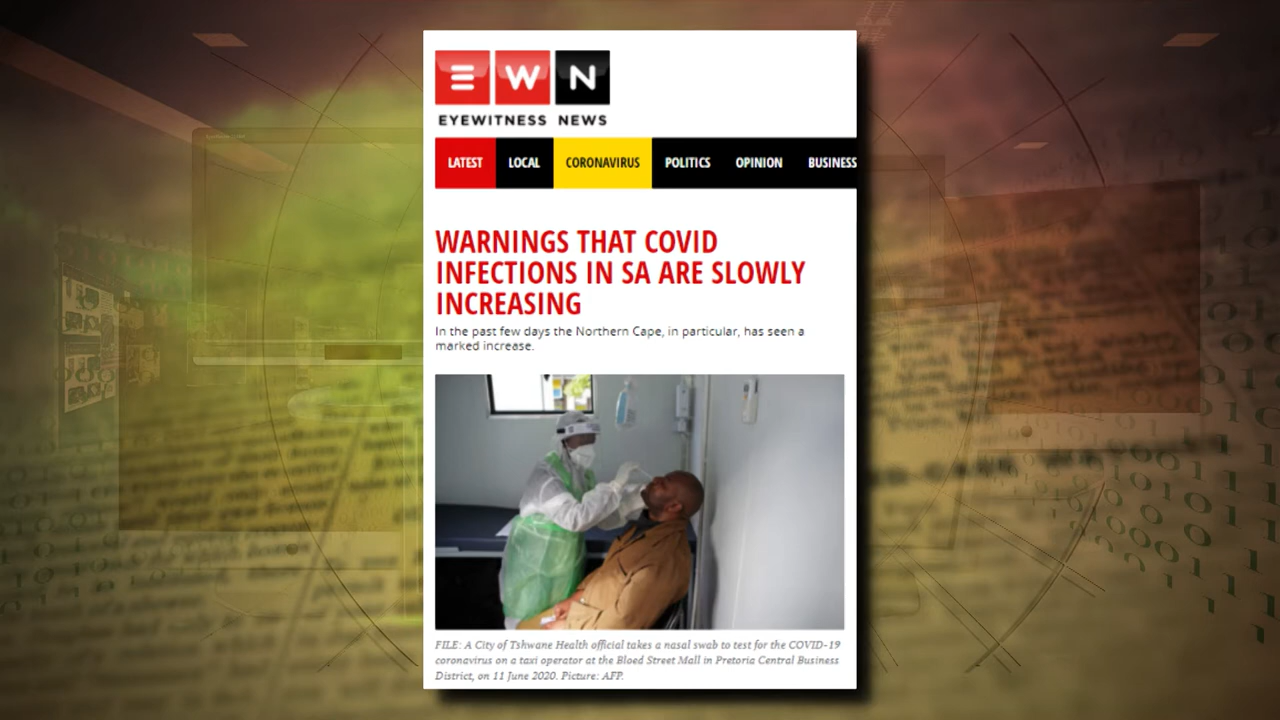 EWN
EYEWITNESS NEWS
LATEST LOCAL CORONAVIRUS POLITICS OPINION BUSINESS
WARNINGS THAT COVID
INFECTIONS IN SA ARE SLOWLY
INCREASING
In the past few days the Northern Cape, in particular, has seen a
marked increase.
FILE: A City of Tshwane Health official takes a nasal swab to test for the COVID-19
coronavirus on a taxi operator at the Bloed Street Mall in Pretoria Central Business
District, on 11 June 2020. Picture: AFP.